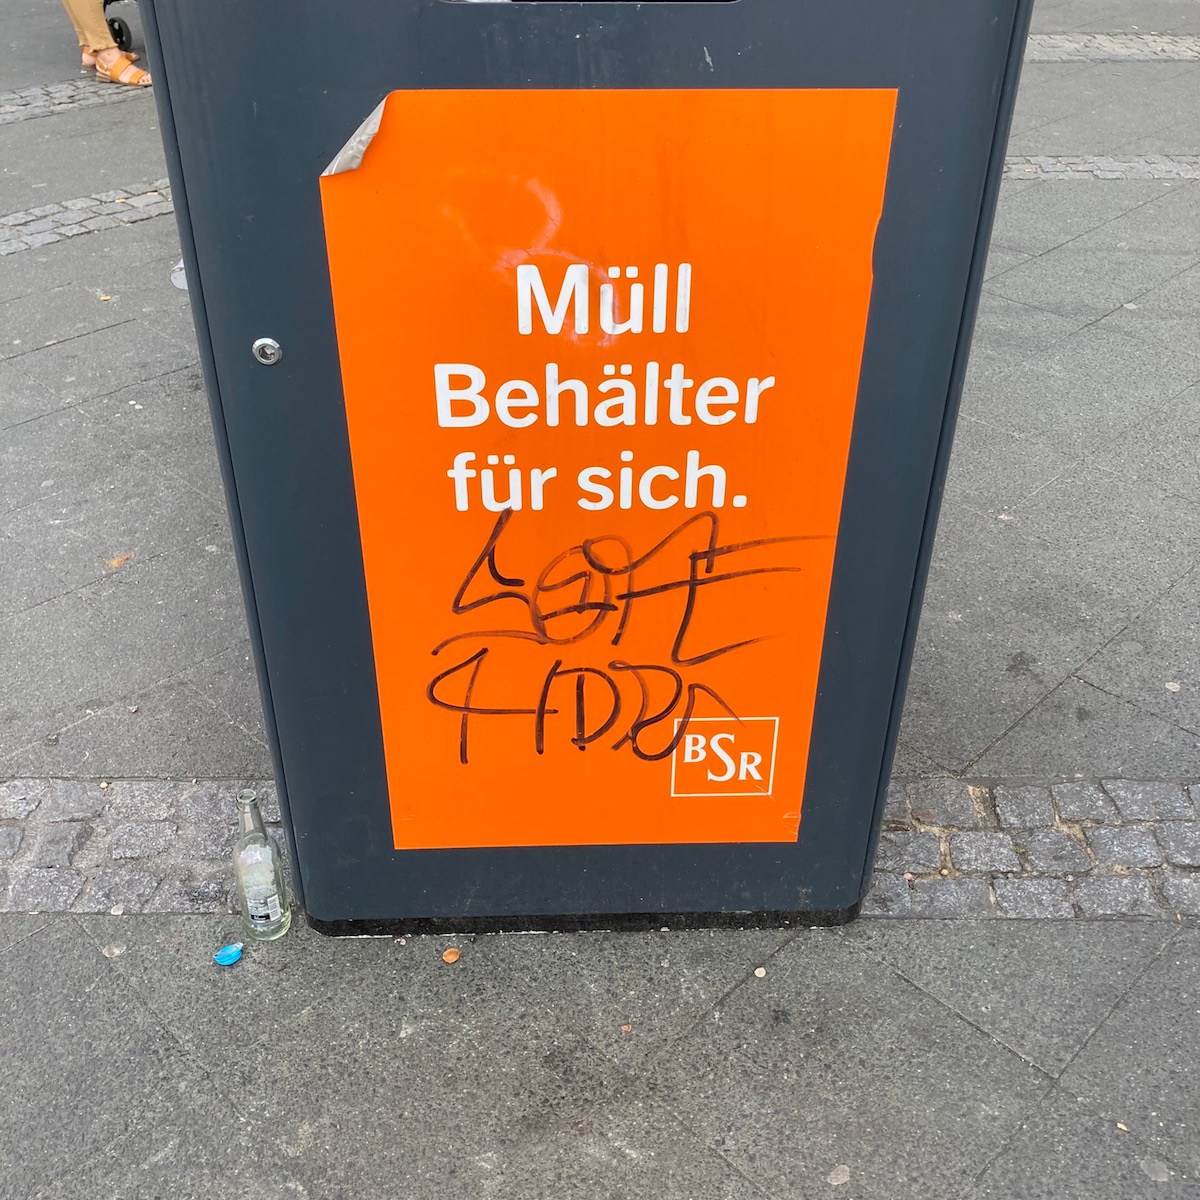 Müll
Behälter
für sich.
BSR